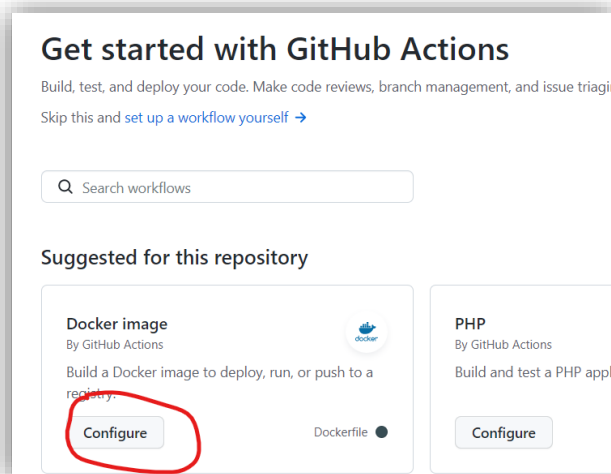 Get started with GitHub Actions
Build, test, and deploy your code. Make code reviews, branch management, and issue triagi
Skip this and set up a workflow yourself →
Search workflows
Suggested for this repository
Docker image
By GitHub Actions
docker
Build a Docker image to deploy, run, or push to a
registry.
Configure
Dockerfile
PHP
By GitHub Actions
Build and test a PHP appl
Configure